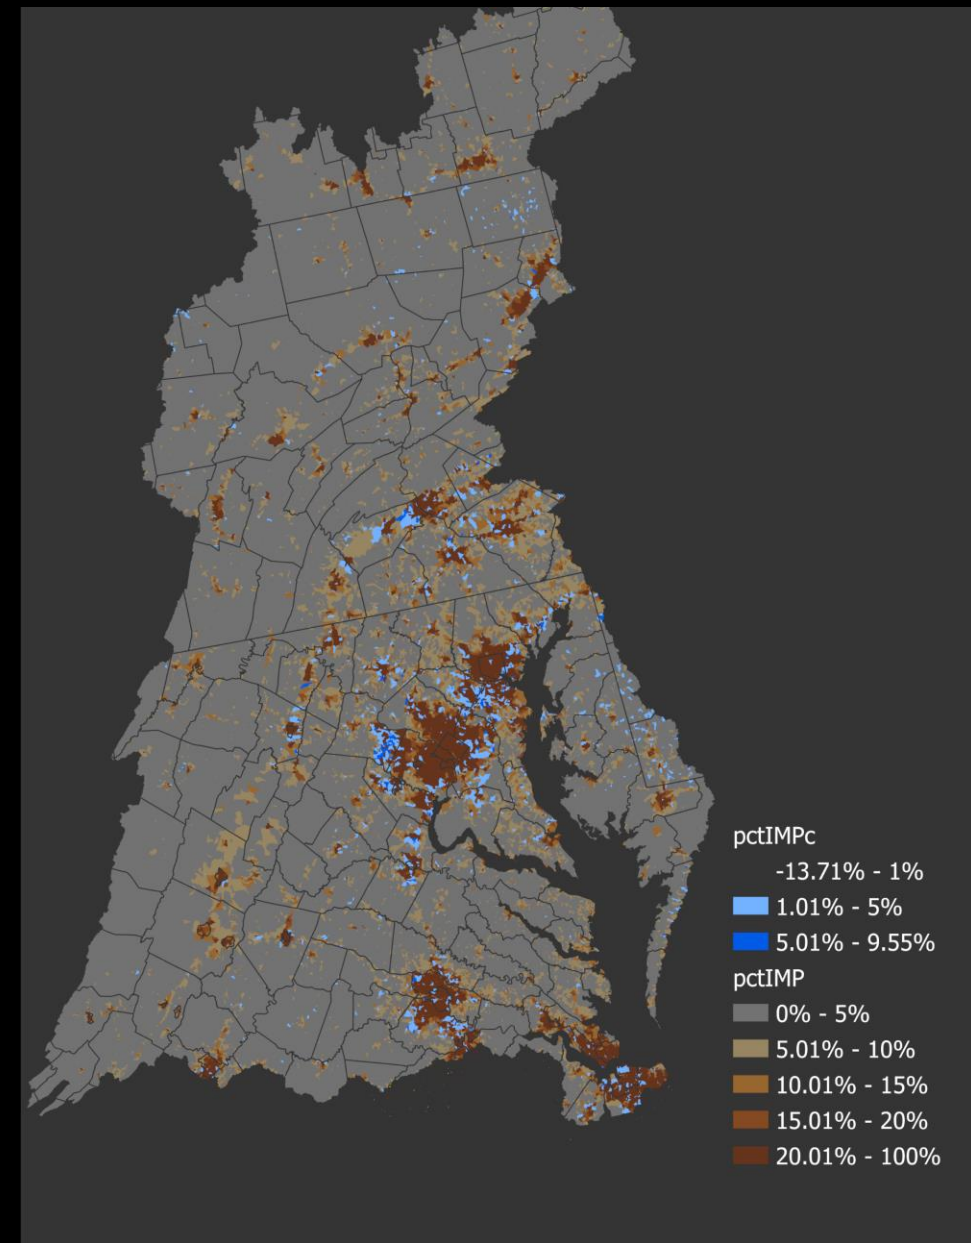 pctIMPc
-13.71% - 1%
1.01% - 5%
5.01% - 9.55%
pctIMP
0% - 5%
5.01% - 10%
10.01% - 15%
15.01% - 20%
20.01% - 100%